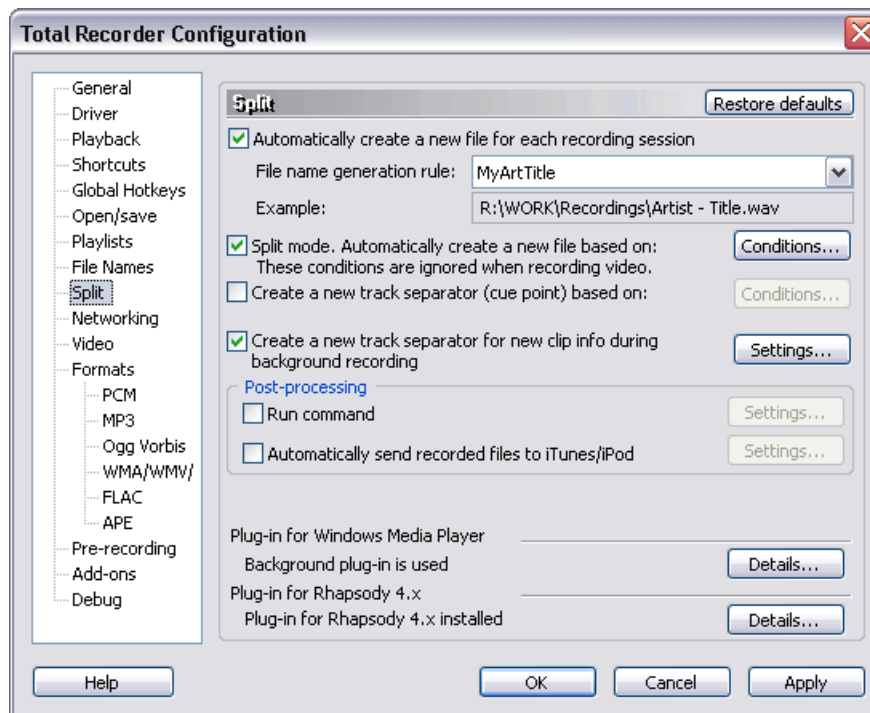 Total Recorder Configuration
General
Driver
Playback
Shortcuts
Global Hotkeys
Open/save
Playlists
File Names
Split
Networking
Video
Formats
PCM
MP3
Ogg Vorbis
WMA/WMV/
FLAC
APE
Pre-recording
Add-ons
Debug
Split
Restore defaults
Automatically create a new file for each recording session
File name generation rule: MyArtTitle
Example: R:\WORK\Recordings\Artist - Title.wav
Split mode. Automatically create a new file based on: Conditions...
These conditions are ignored when recording video.
Create a new track separator (cue point) based on: Conditions...
Create a new track separator for new clip info during
background recording
Settings...
Post-processing
Run command Settings...
Automatically send recorded files to iTunes/iPod Settings...
Plug-in for Windows Media Player
Background plug-in is used Details...
Plug-in for Rhapsody 4.x
Plug-in for Rhapsody 4.x installed Details...
Help OK Cancel Apply